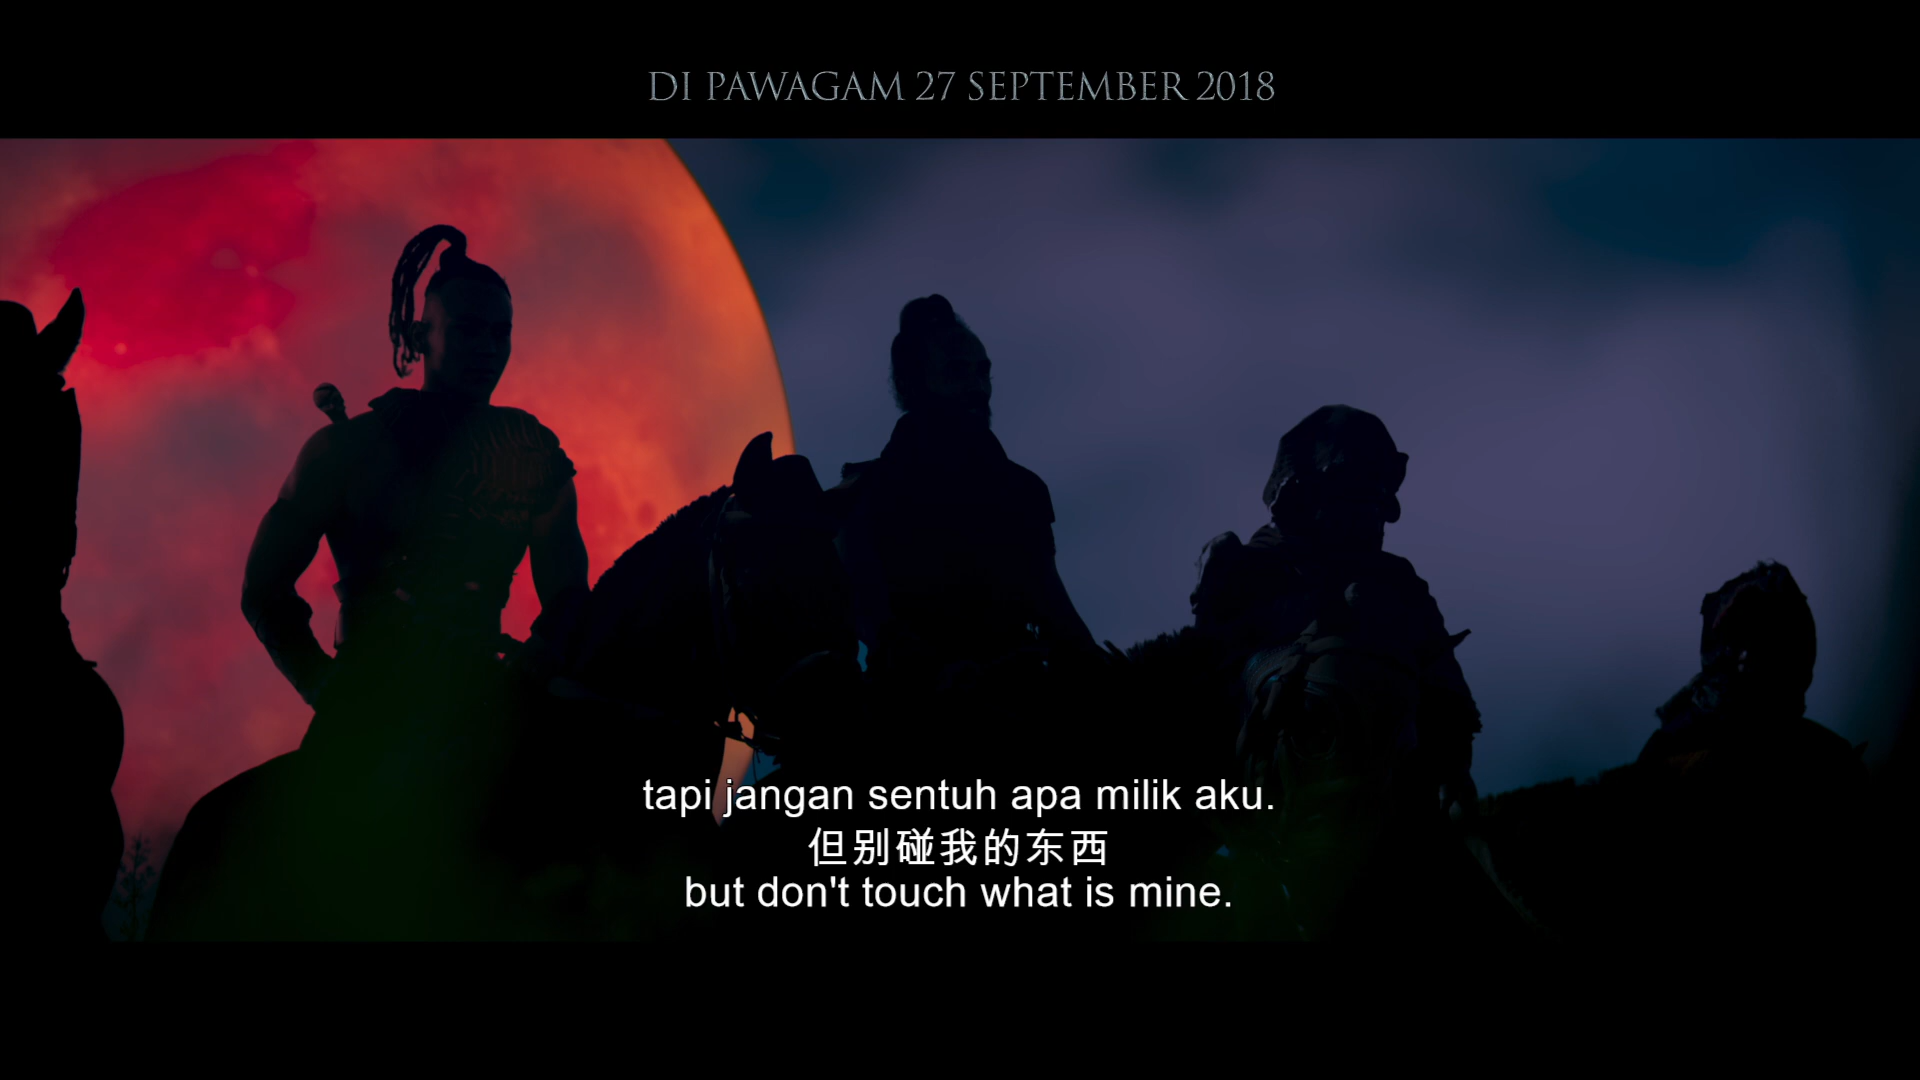 DI PAWAGAM 27 SEPTEMBER 2018
tapi jangan sentuh apa milik aku.
但别碰我的东西
but don't touch what is mine.